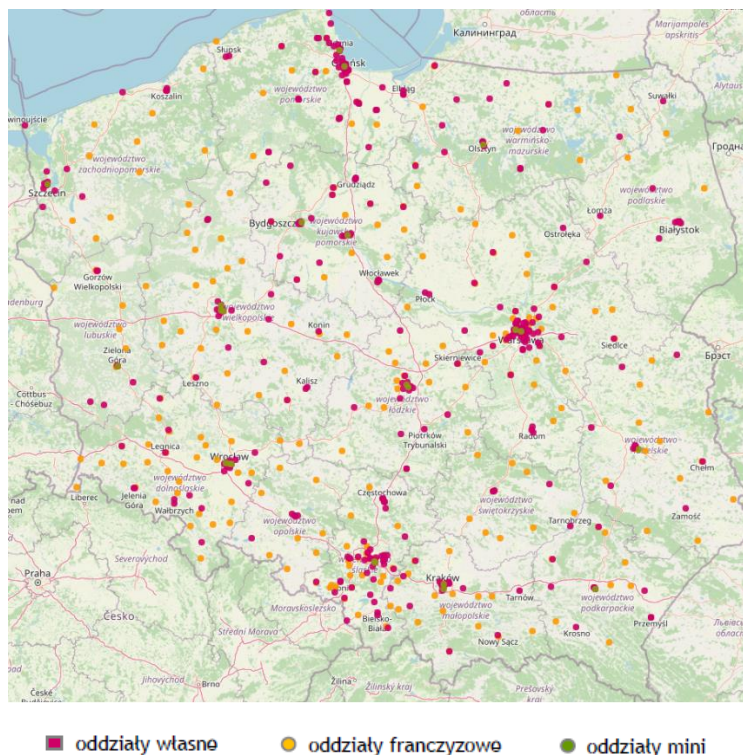 область
Калининград
Marijampolės
apskritis
Alytaus
Słupsk
Gdynia
Gdańsk
Koszalin
województwo
pomorskie
Elbląg
Suwałki
winoujście
województwo
zachodniopomorskie
Olsztyn
województwo
warmińsko-
mazurskie
Гродна
Szczecin
Grudziądz
województwo
podlaskie
Łomża
Bydgoszcz
województwo
kujawsko-
pomorskie
Białystok
Ostrołęka
Gorzów
Wielkopolski
Włocławek
Płock
województwo
wielkopolskie
Konin
Warszawa
województwo
lubuskie
Siedlce
Брэст
Zielona
Góra
Skierniewice
Leszno
Kalisz
Cottbus
- Chóśebuz
województwo
łódzkie
Radom
Piotrków
Trybunalski
Legnica
Wrocław
lubelskie
Chełm
województwo
dolnośląskie
Liberec
Jelenia
Góra
Wałbrzych
Częstochowa
województwo
świętokrzyskie
Zamość
województwo
opolskie
Tarnobrzeg
Severovýchod
Praha
Kraków
Tarnów
województwo
podkarpackie
Česko
Moravskoslezsko
województwo
małopolskie
Bielsko-
Biała
Przemyśl
Krosno
Nowy Sącz
Střední Morava
Jihovýchod
Brno
Žilina
Žilinský kraj
Prešovský
kraj
České
oddziały własne oddziały franczyzowe oddziały mini